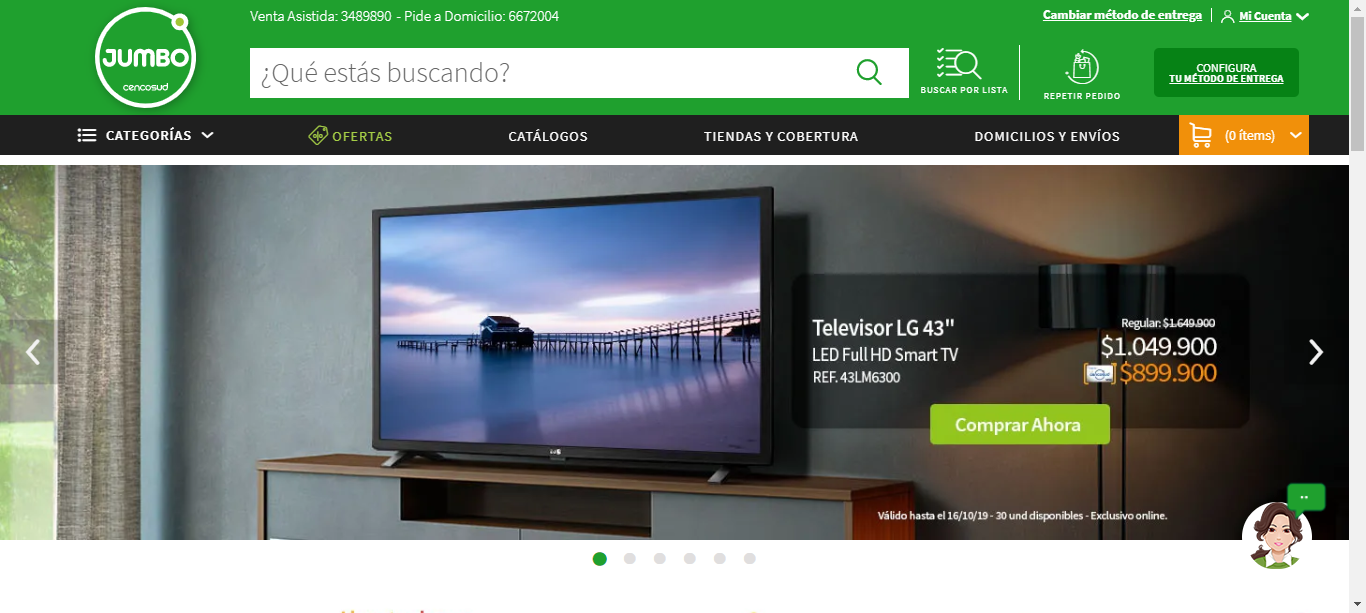 Venta Asistida: 3489890 - Pide a Domicilio: 6672004
Cambiar método de entrega
Mi Cuenta
JUMBO
cencosud
¿Qué estás buscando?
BUSCAR POR LISTA
REPETIR PEDIDO
CONFIGURA
TU MÉTODO DE ENTREGA
CATEGORÍAS
OFERTAS
CATÁLOGOS
TIENDAS Y COBERTURA
DOMICILIOS Y ENVÍOS
(0 ítems)
Televisor LG 43"
LED Full HD Smart TV
REF. 43LM6300
Regular: $1.649.900
$1.049.900
$899.900
Comprar Ahora
Válido hasta el 16/10/19 - 30 und disponibles - Exclusivo online.